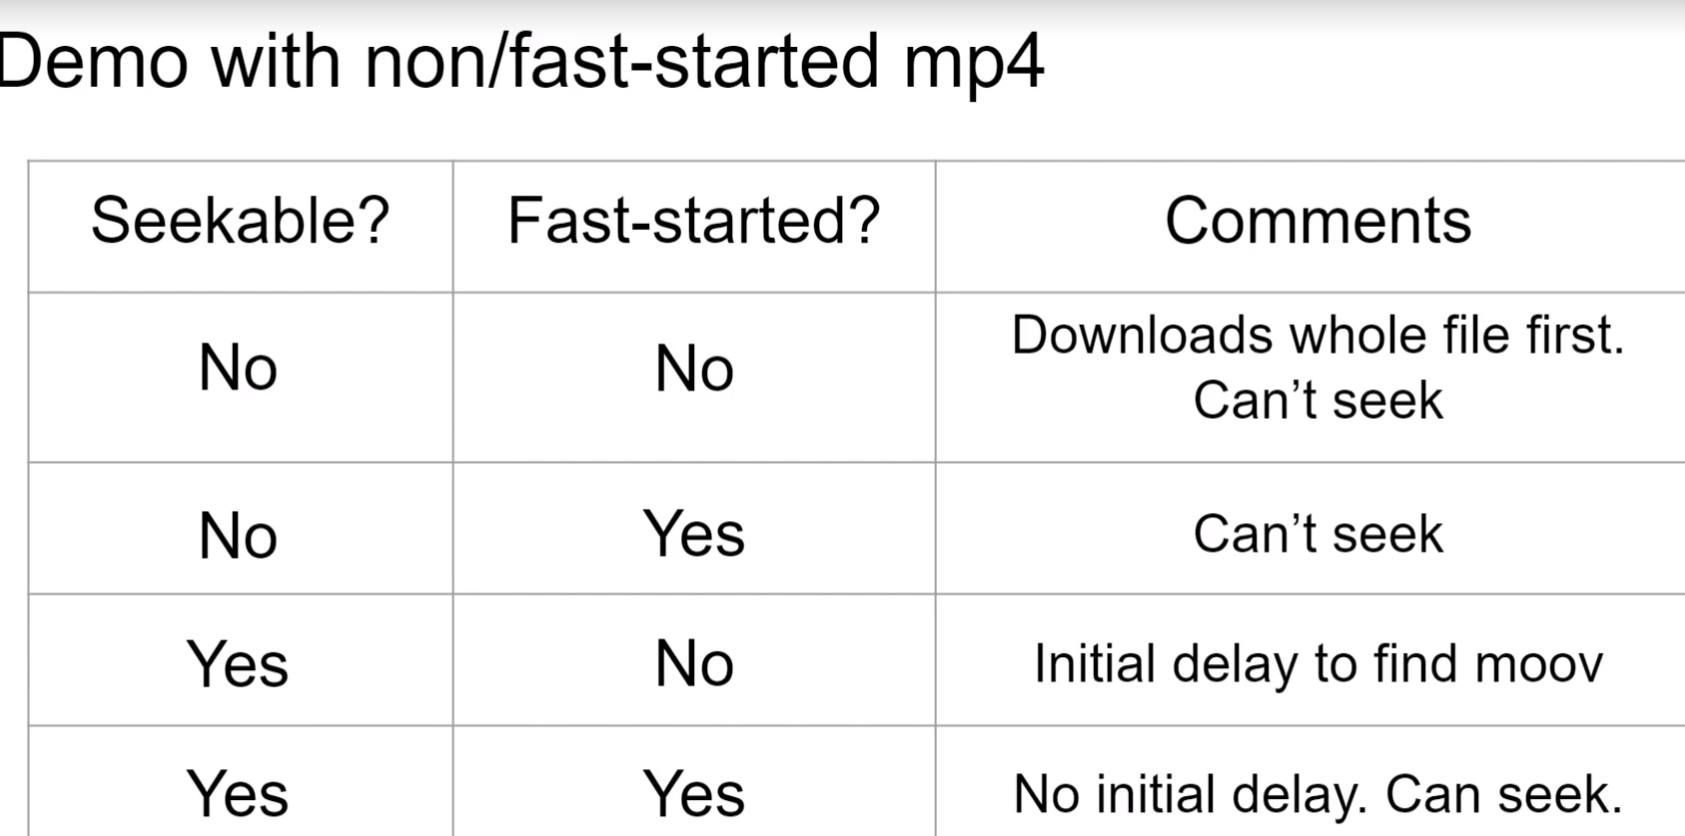 Demo with non/fast-started mp4
Seekable? Fast-started? Comments
No No Downloads whole file first.
Can’t seek
No Yes Can’t seek
Yes No Initial delay to find moov
Yes Yes No initial delay. Can seek.